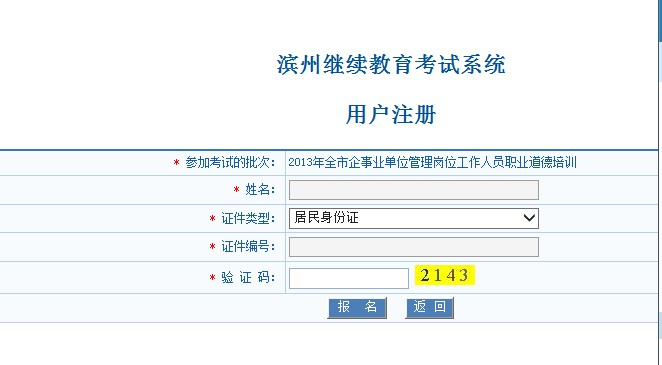 滨州继续教育考试系统
用户注册
* 参加考试的批次： 2013年全市企事业单位管理岗位工作人员职业道德培训
* 姓名：
* 证件类型： 居民身份证
* 证件编号：
* 验 证 码： 2143
报 名 返 回